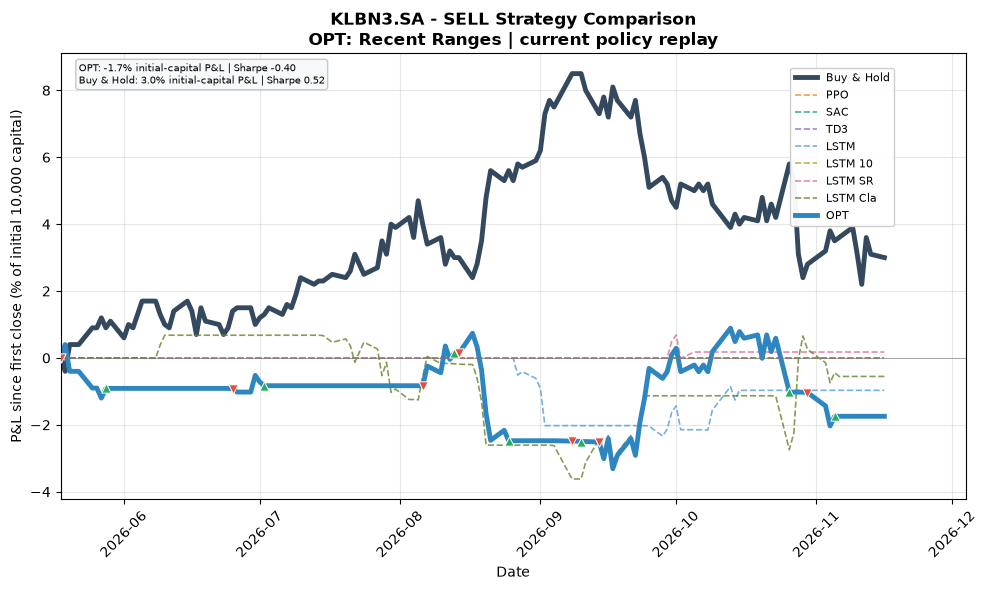 KLBN3.SA - SELL Strategy Comparison
OPT: Recent Ranges | current policy replay
OPT: -1.7% initial-capital P&L | Sharpe -0.40
Buy & Hold: 3.0% initial-capital P&L | Sharpe 0.52
Buy & Hold
PPO
SAC
TD3
LSTM
LSTM 10
LSTM SR
LSTM Cla
OPT
P&L since first close (% of initial 10,000 capital)
8
6
4
2
0
−2
−4
2026-06
2026-07
2026-08
2026-09
2026-10
2026-11
2026-12
Date